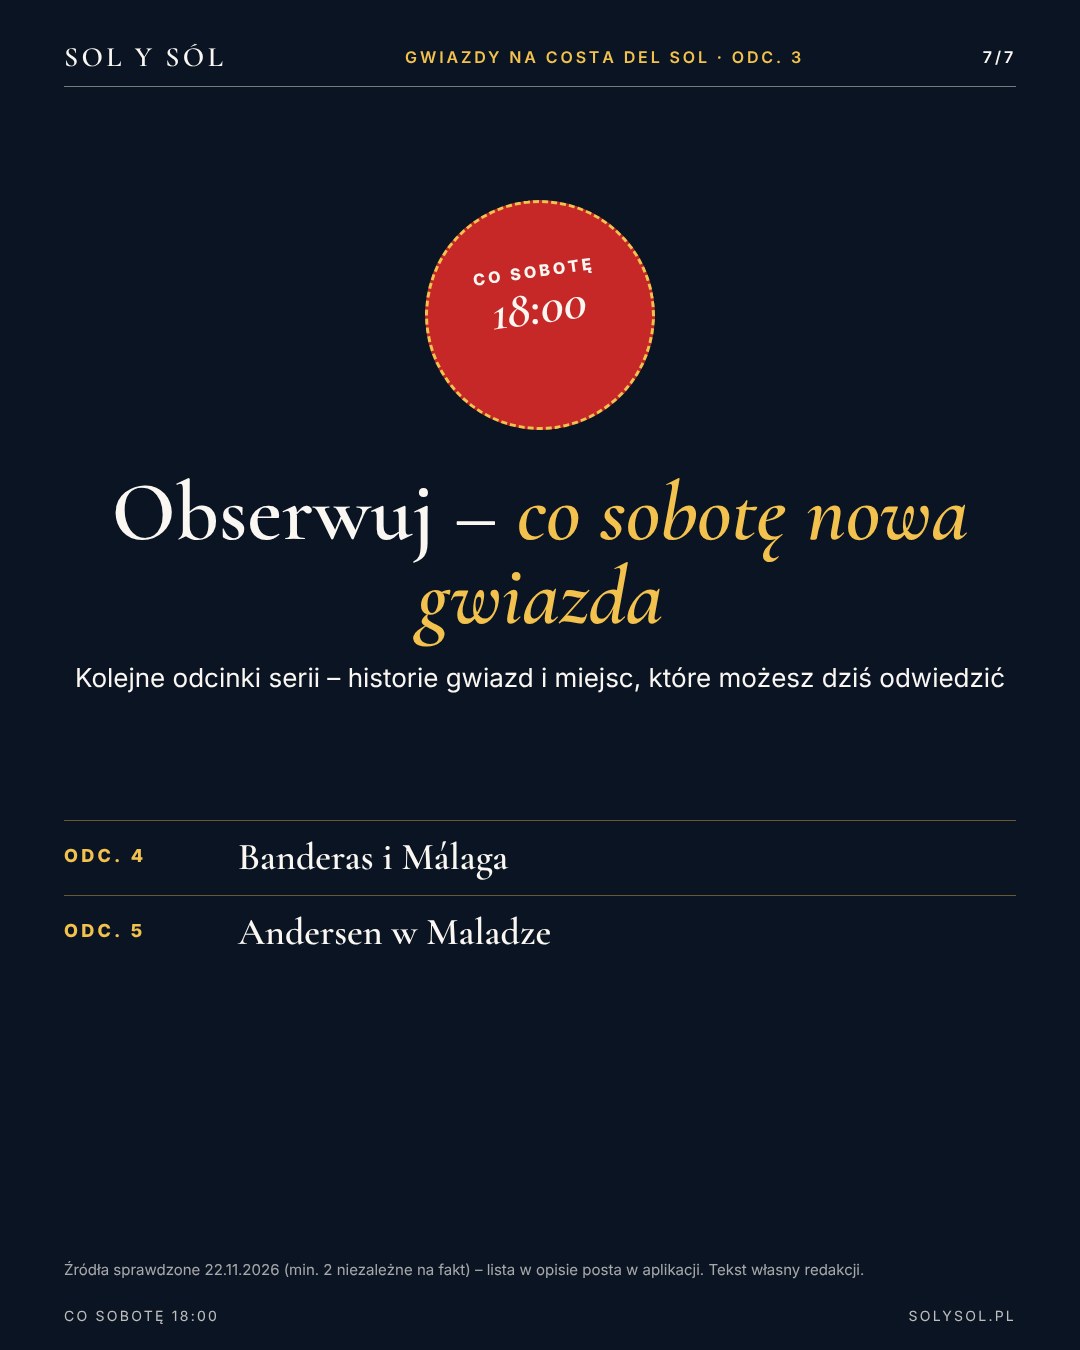 SOL Y SÓL
GWIAZDY NA COSTA DEL SOL · ODC. 3
7/7
CO SOBOTĘ
18:00
Obserwuj – co sobotę nowa
gwiazda
Kolejne odcinki serii – historie gwiazd i miejsc, które możesz dziś odwiedzić
ODC. 4
Banderas i Málaga
ODC. 5
Andersen w Maladze
Źródła sprawdzone 22.11.2026 (min. 2 niezależne na fakt) – lista w opisie posta w aplikacji. Tekst własny redakcji.
CO SOBOTĘ 18:00
SOLYSOL.PL